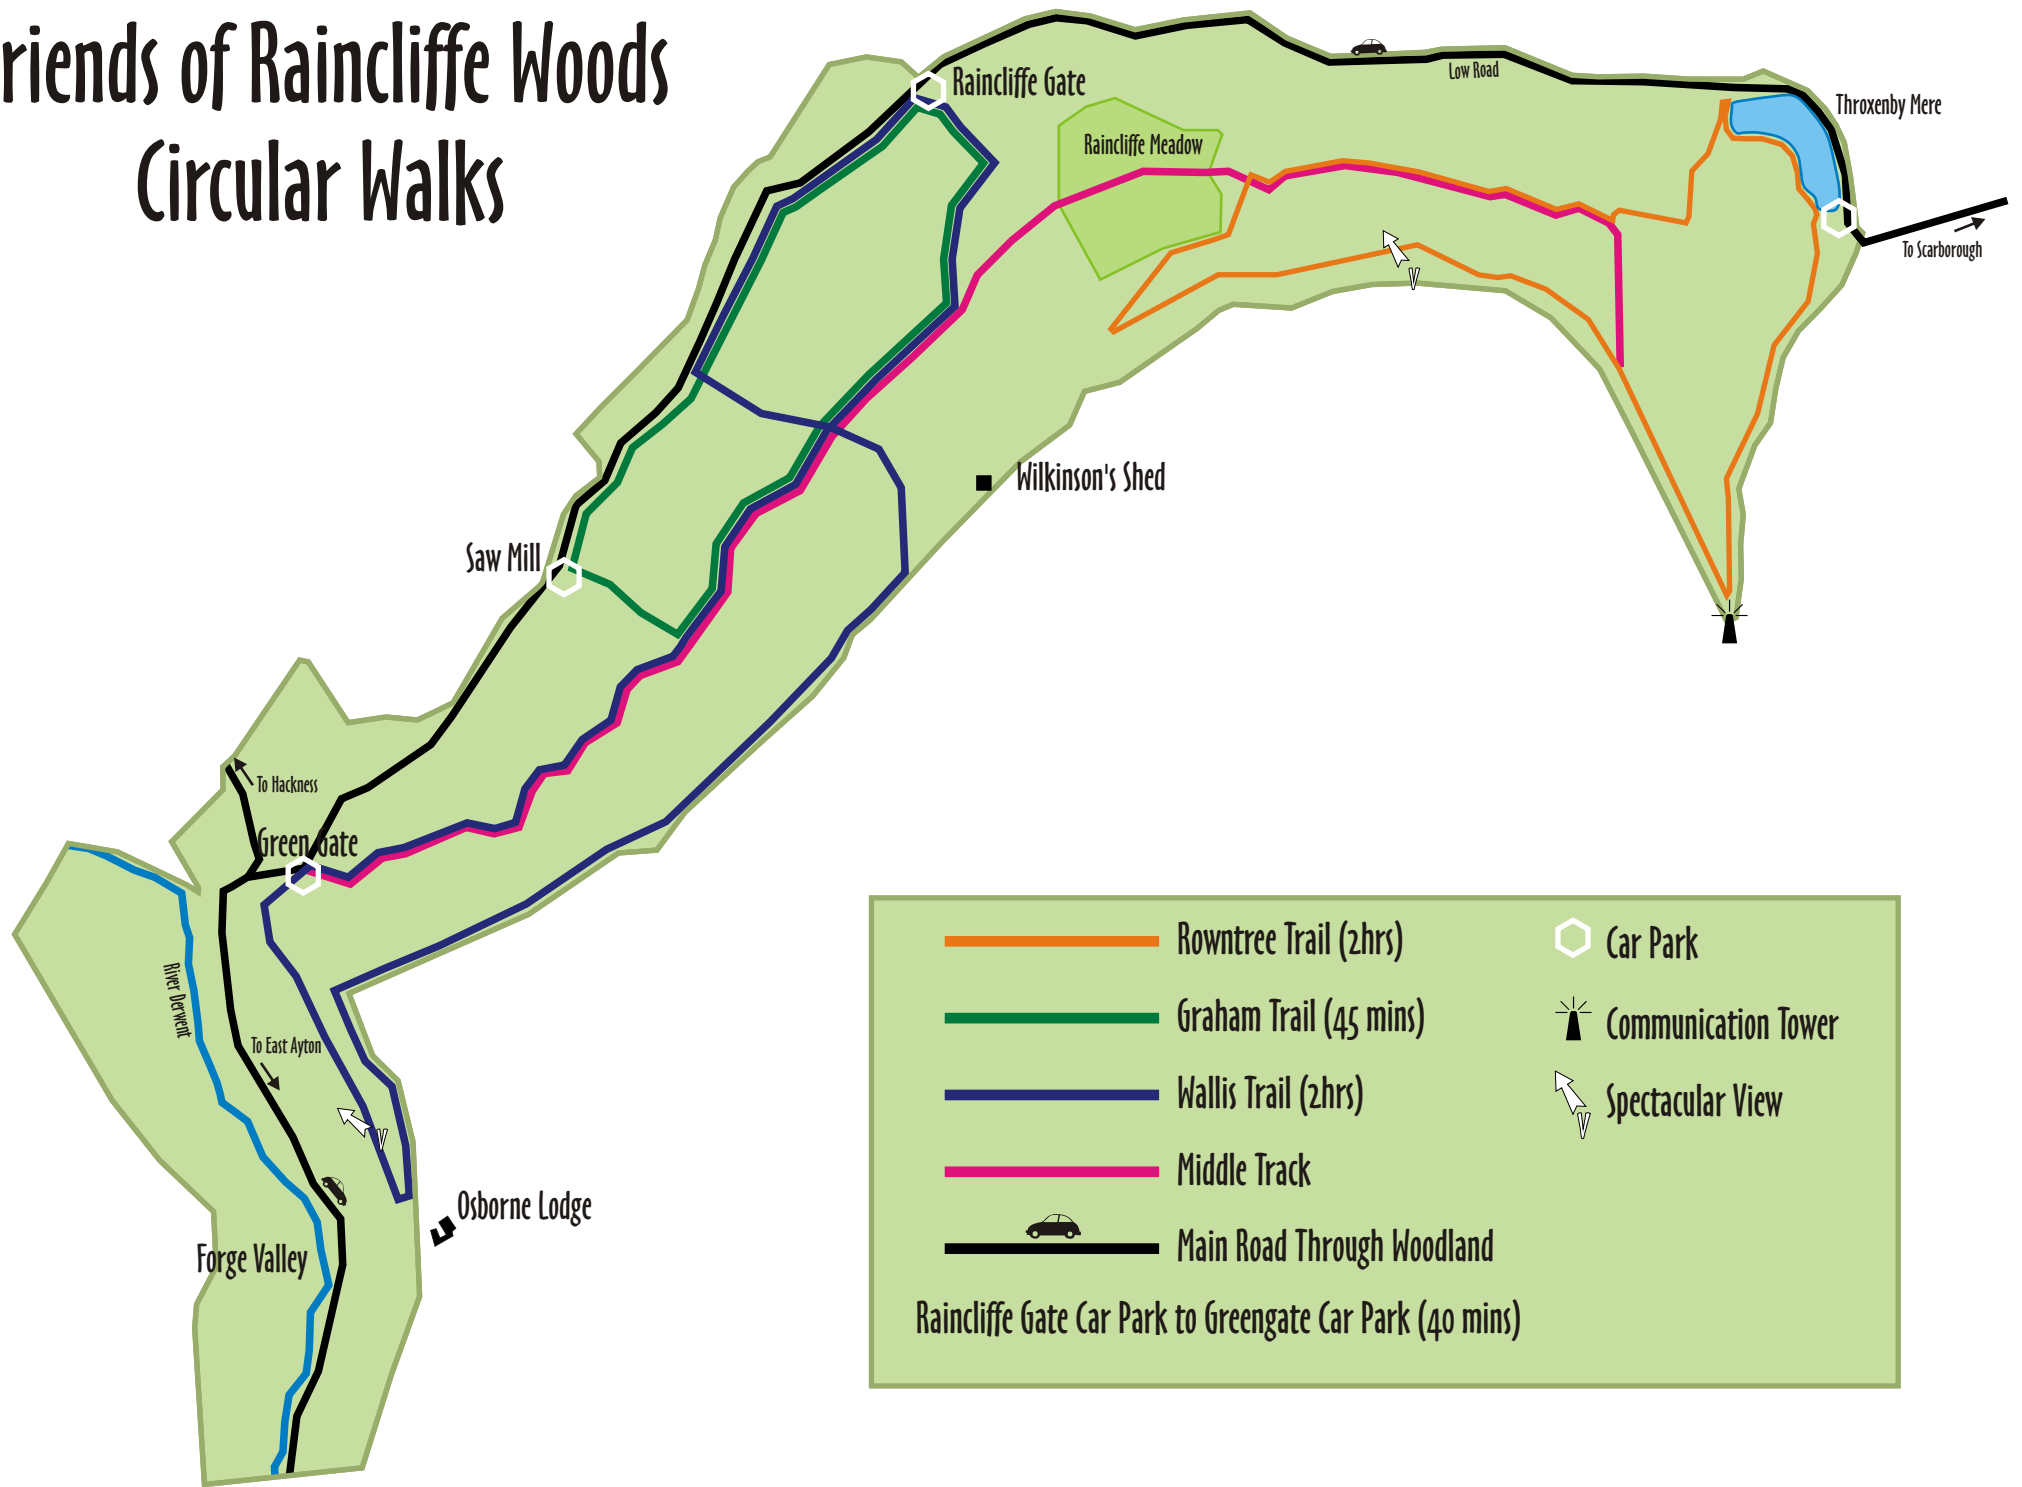 riends of Raincliffe Woods
Circular Walks
Raincliffe Gate
Low Road
Throxenby Mere
Raincliffe Meadow
To Scarborough
Wilkinson's Shed
Saw Mill
To Hackness
Green Gate
River Derwent
To East Ayton
Osborne Lodge
Forge Valley
Rowntree Trail (2hrs)
Graham Trail (45 mins)
Wallis Trail (2hrs)
Middle Track
Main Road Through Woodland
Car Park
Communication Tower
Spectacular View
Raincliffe Gate Car Park to Greengate Car Park (40 mins)